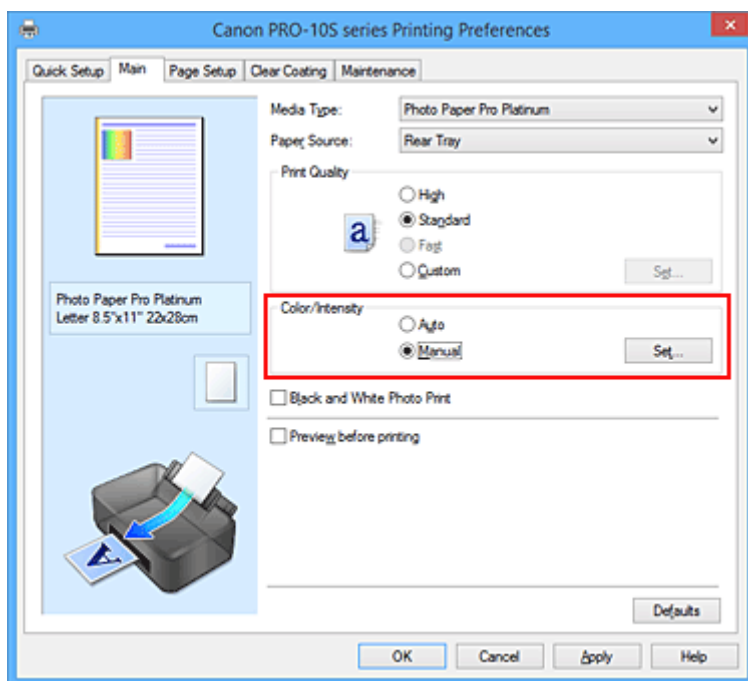 Canon PRO-10S series Printing Preferences
Quick Setup Main Page Setup Clear Coating Maintenance
Media Type: Photo Paper Pro Platinum
Paper Source: Rear Tray
Print Quality
High
a Standard
Fast
Custom Set...
Photo Paper Pro Platinum
Letter 8.5"x11" 22x28cm
Color/Intensity
Auto
Manual Set...
Black and White Photo Print
Preview before printing
A
Defaults
OK Cancel Apply Help